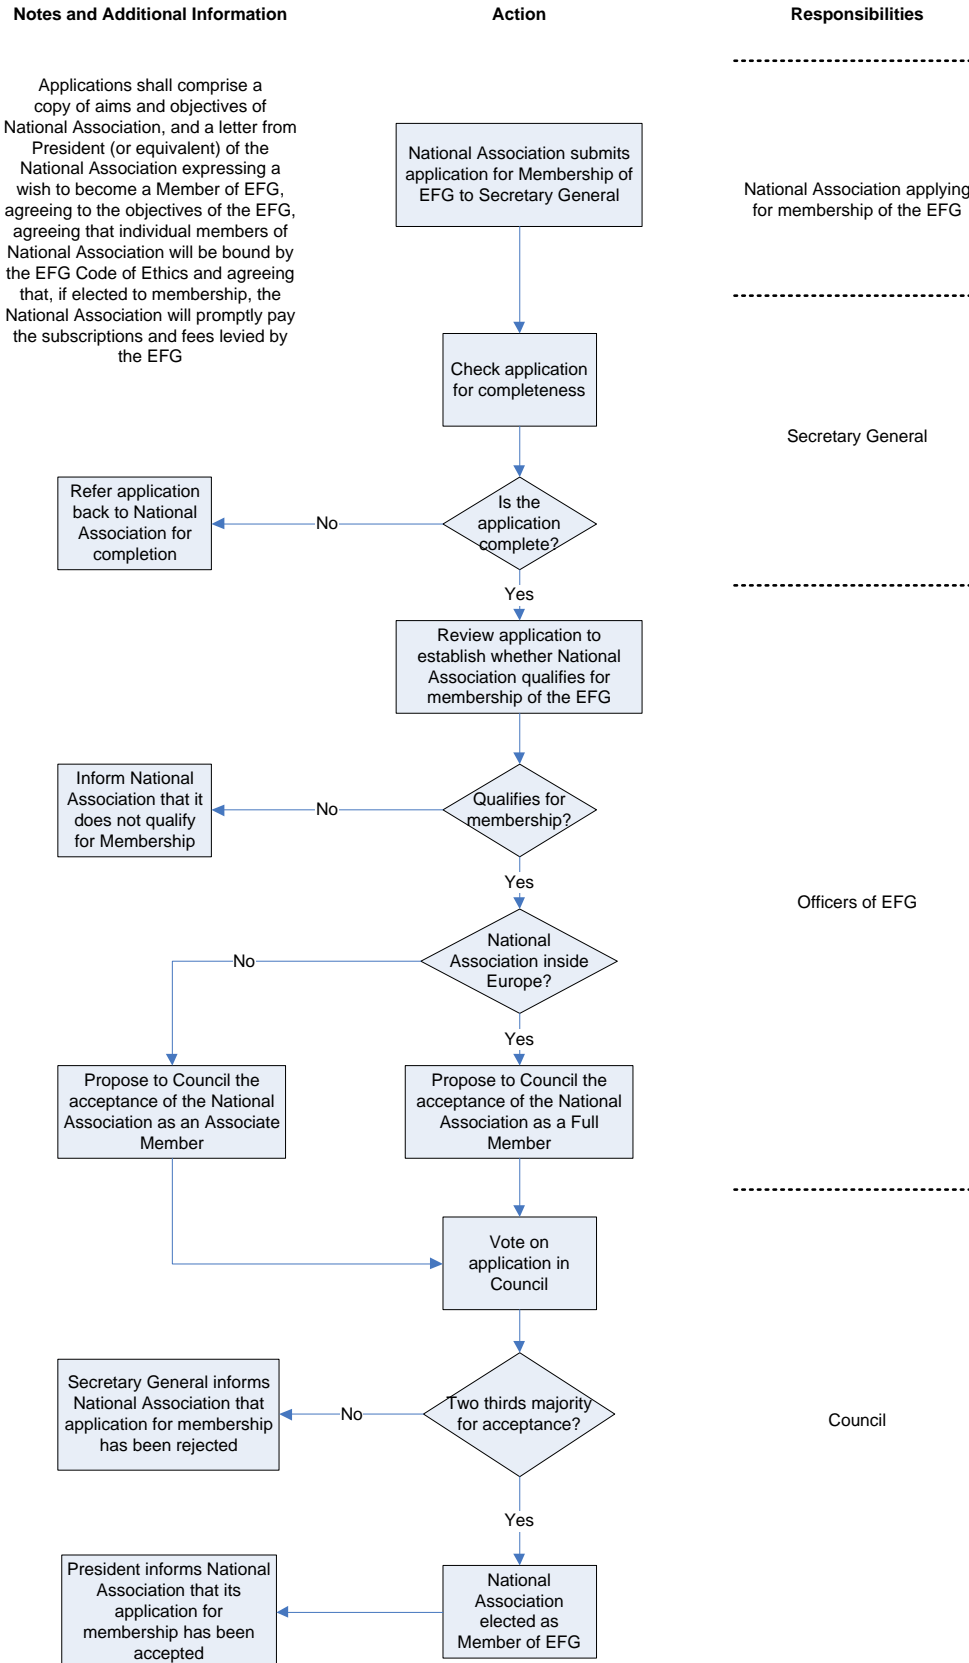 Notes and Additional Information
Action
Responsibilities
Applications shall comprise a
copy of aims and objectives of
National Association, and a letter from
President (or equivalent) of the
National Association expressing a
wish to become a Member of EFG,
agreeing to the objectives of the EFG,
agreeing that individual members of
National Association will be bound by
the EFG Code of Ethics and agreeing
that, if elected to membership, the
National Association will promptly pay
the subscriptions and fees levied by
the EFG
National Association submits
application for Membership of
EFG to Secretary General
National Association applying
for membership of the EFG
Check application
for completeness
Secretary General
Is the
application
complete?
No
Refer application
back to National
Association for
completion
Yes
Review application to
establish whether National
Association qualifies for
membership of the EFG
Qualifies for
membership?
No
Inform National
Association that it
does not qualify
for Membership
Yes
Officers of EFG
National
Association inside
Europe?
No
Yes
Propose to Council the
acceptance of the National
Association as an Associate
Member
Propose to Council the
acceptance of the National
Association as a Full
Member
Vote on
application in
Council
Two thirds majority
for acceptance?
No
Secretary General informs
National Association that
application for membership
has been rejected
Council
Yes
National
Association
elected as
Member of EFG
President informs National
Association that its
application for
membership has been
accepted